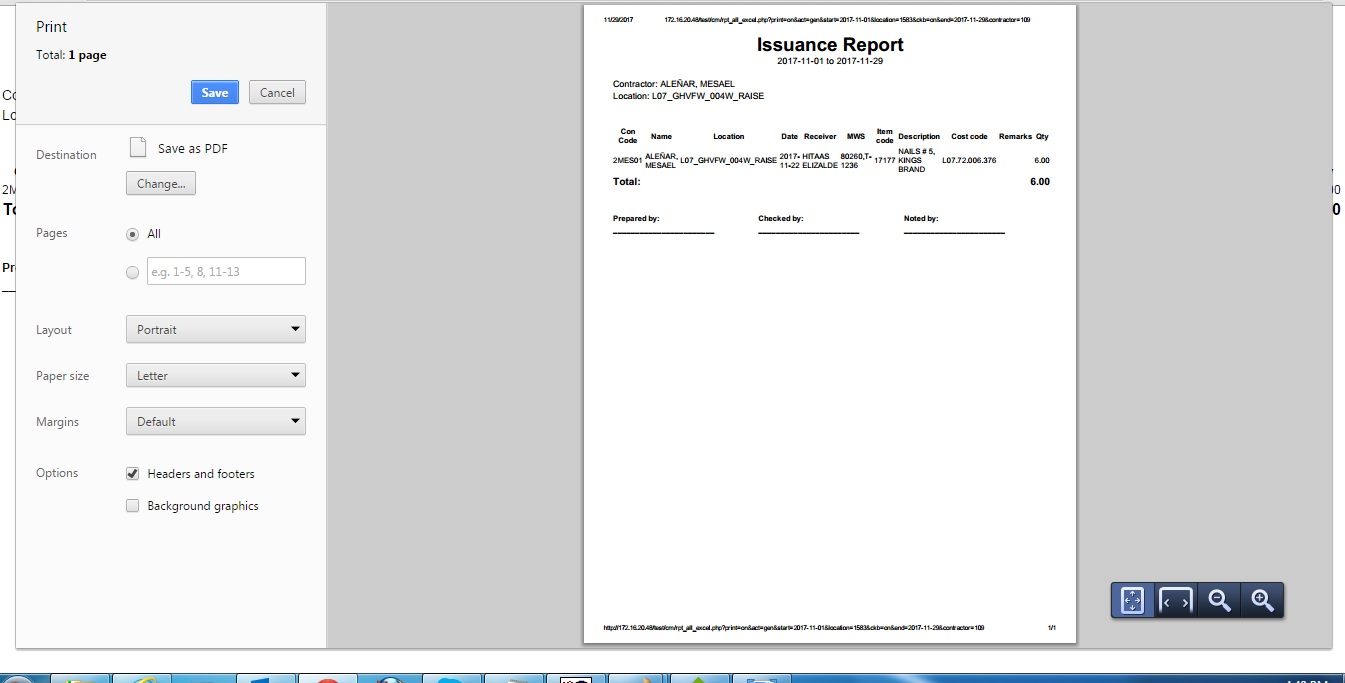 Print
Total: 1 page
Save Cancel
Destination Save as PDF
Change...
Pages All
e.g. 1-5, 8, 11-13
Layout Portrait
Paper size Letter
Margins Default
Options Headers and footers
Background graphics
11/29/2017 172.16.20.48/test/cm/rpt_all_excel.php?print=on&act=gen&start=2017-11-01&location=1583&ckb=on&end=2017-11-29&contractor=109
Issuance Report
2017-11-01 to 2017-11-29
Contractor: ALEÑAR, MESAEL
Location: L07_GHVFW_004W_RAISE
Con Code Name Location Date Receiver MWS Item code Description Cost code Remarks Qty
2MES01 ALEÑAR, MESAEL L07_GHVFW_004W_RAISE 2017-11-22 HITAAS ELIZALDE 80260,T-1236 17177 NAILS # 5, KINGS BRAND L07.72.006.376 6.00
Total: 6.00
Prepared by: Checked by: Noted by:
http://172.16.20.48/test/cm/rpt_all_excel.php?print=on&act=gen&start=2017-11-01&location=1583&ckb=on&end=2017-11-29&contractor=109 1/1